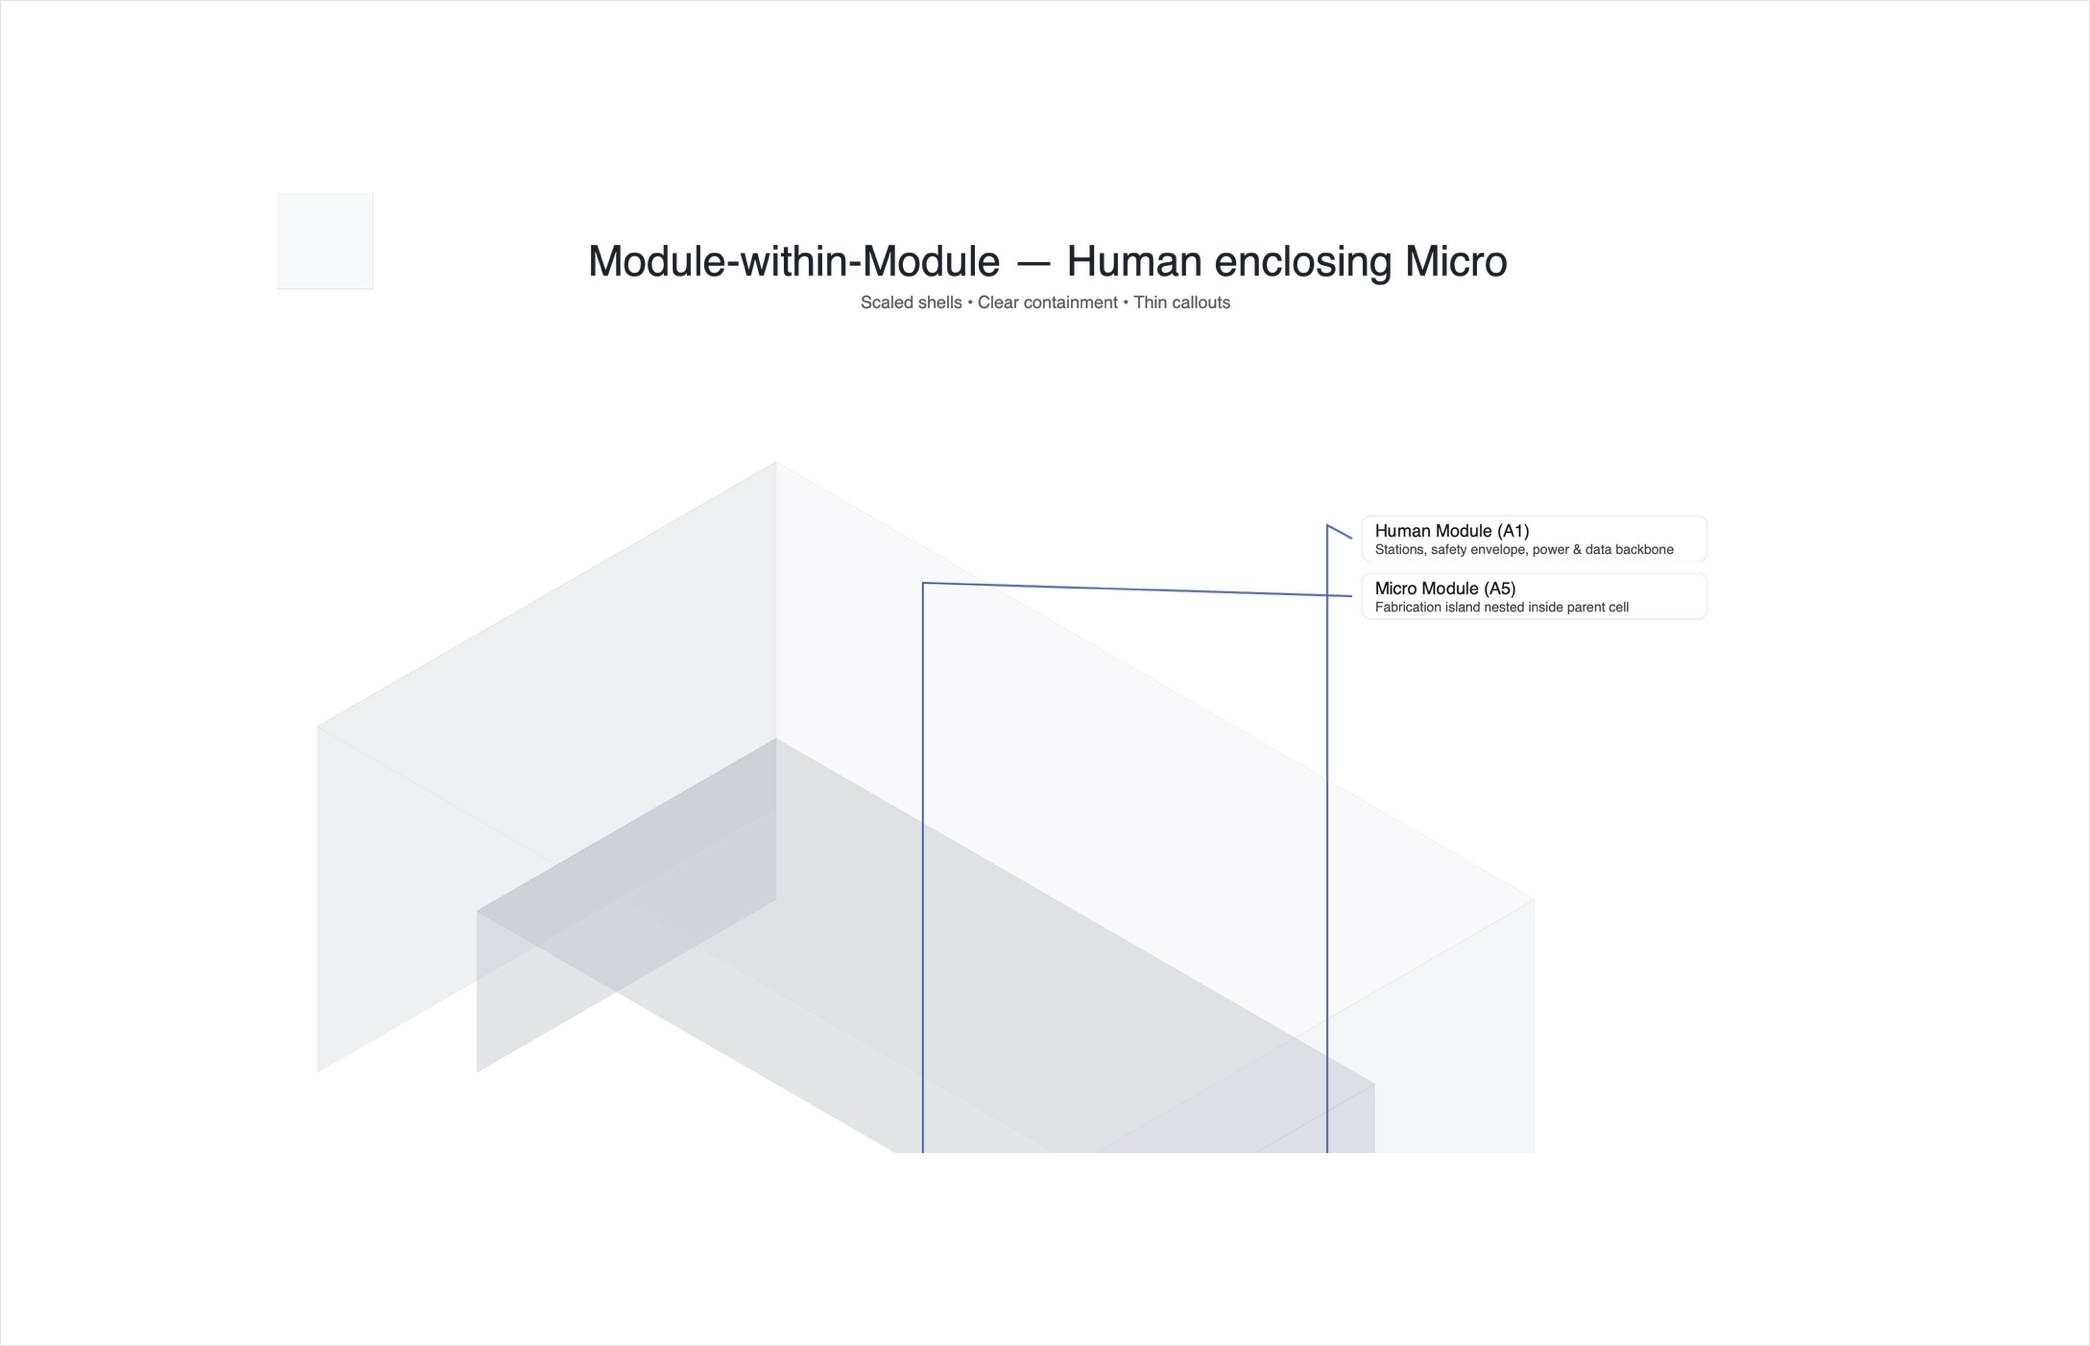 Module-within-Module — Human enclosing Micro
Scaled shells • Clear containment • Thin callouts
Human Module (A1)
Stations, safety envelope, power & data backbone
Micro Module (A5)
Fabrication island nested inside parent cell